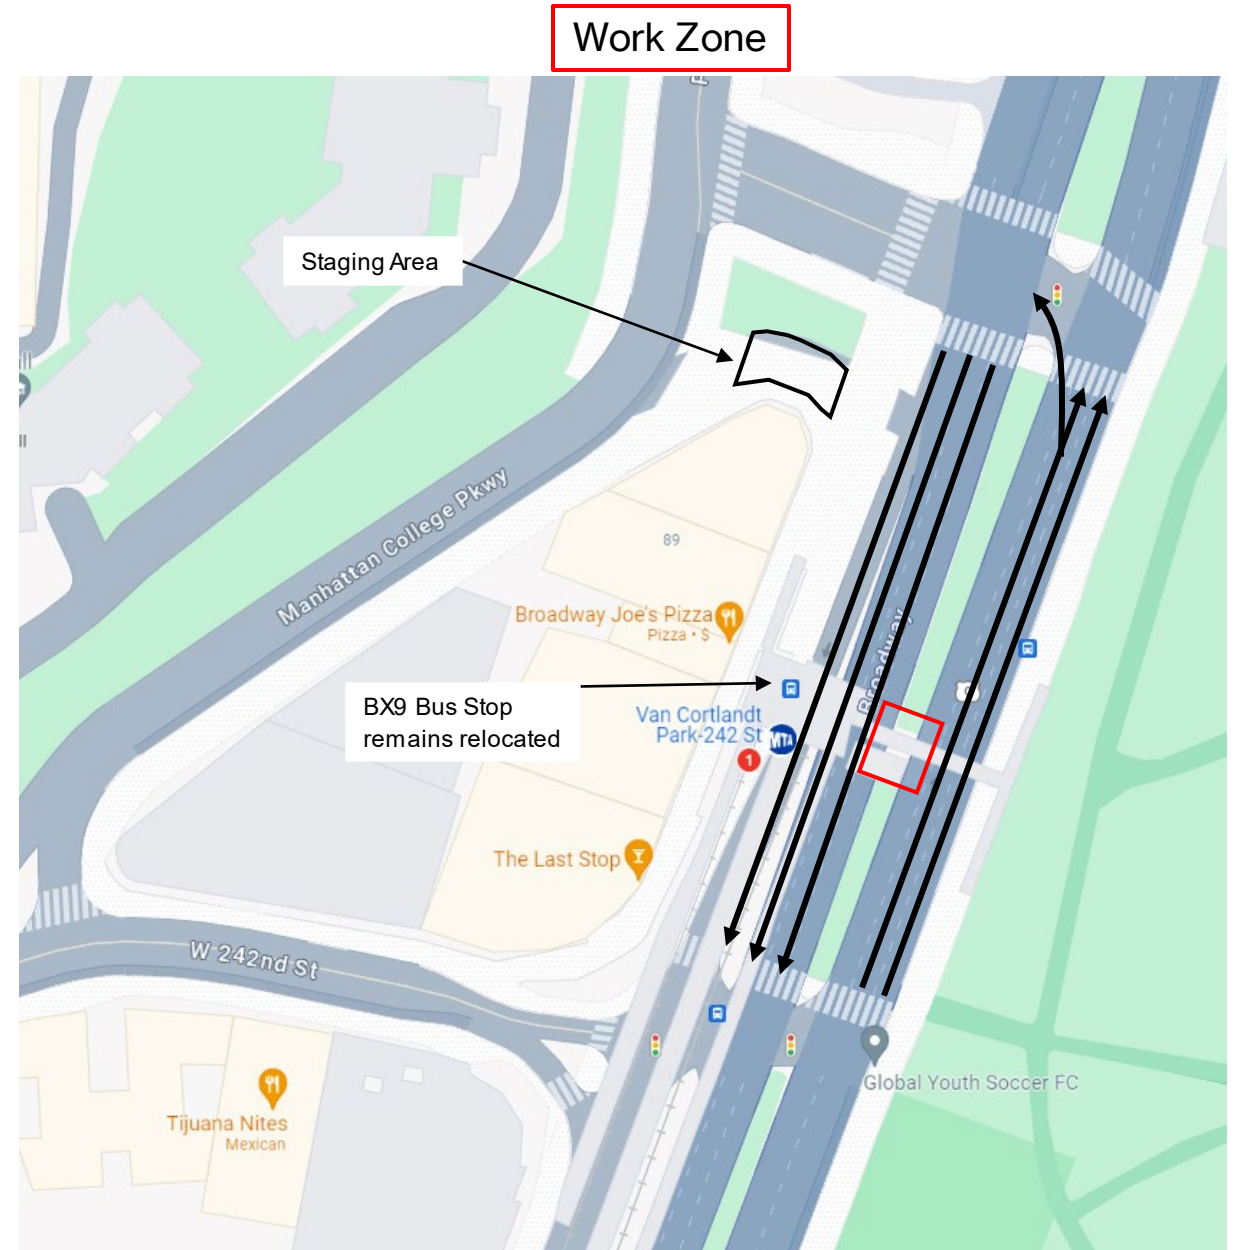 Work Zone
Staging Area
Manhattan College Pkwy
89
Broadway Joe's Pizza
Pizza • $
Broadway
BX9 Bus Stop
remains relocated
Van Cortlandt
Park-242 St
MTA
1
The Last Stop
W 242nd St
Global Youth Soccer FC
Tijuana Nites
Mexican